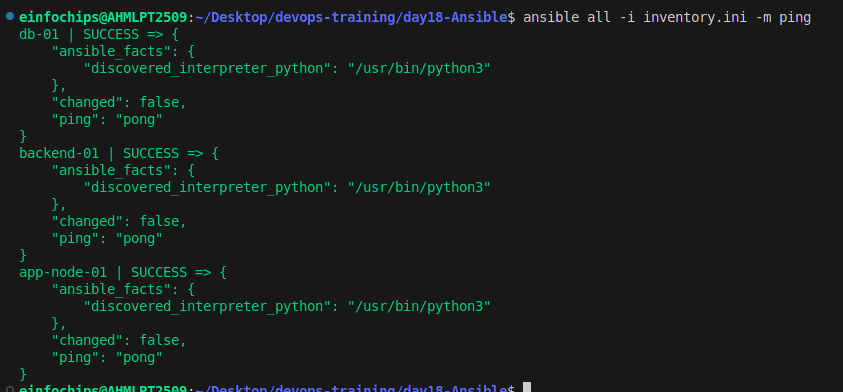 einfochips@AHMLPT2509:~/Desktop/devops-training/day18-Ansible$ ansible all -i inventory.ini -m ping
db-01 | SUCCESS => {
    "ansible_facts": {
        "discovered_interpreter_python": "/usr/bin/python3"
    },
    "changed": false,
    "ping": "pong"
}
backend-01 | SUCCESS => {
    "ansible_facts": {
        "discovered_interpreter_python": "/usr/bin/python3"
    },
    "changed": false,
    "ping": "pong"
}
app-node-01 | SUCCESS => {
    "ansible_facts": {
        "discovered_interpreter_python": "/usr/bin/python3"
    },
    "changed": false,
    "ping": "pong"
}
einfochips@AHMLPT2509:~/Desktop/devops-training/day18-Ansible$